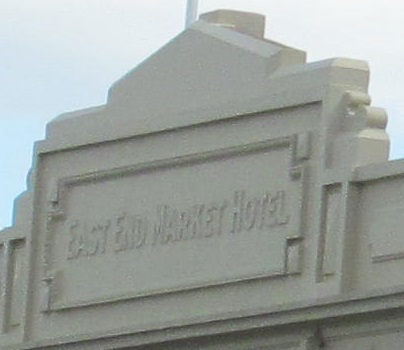 East End Market Hotel